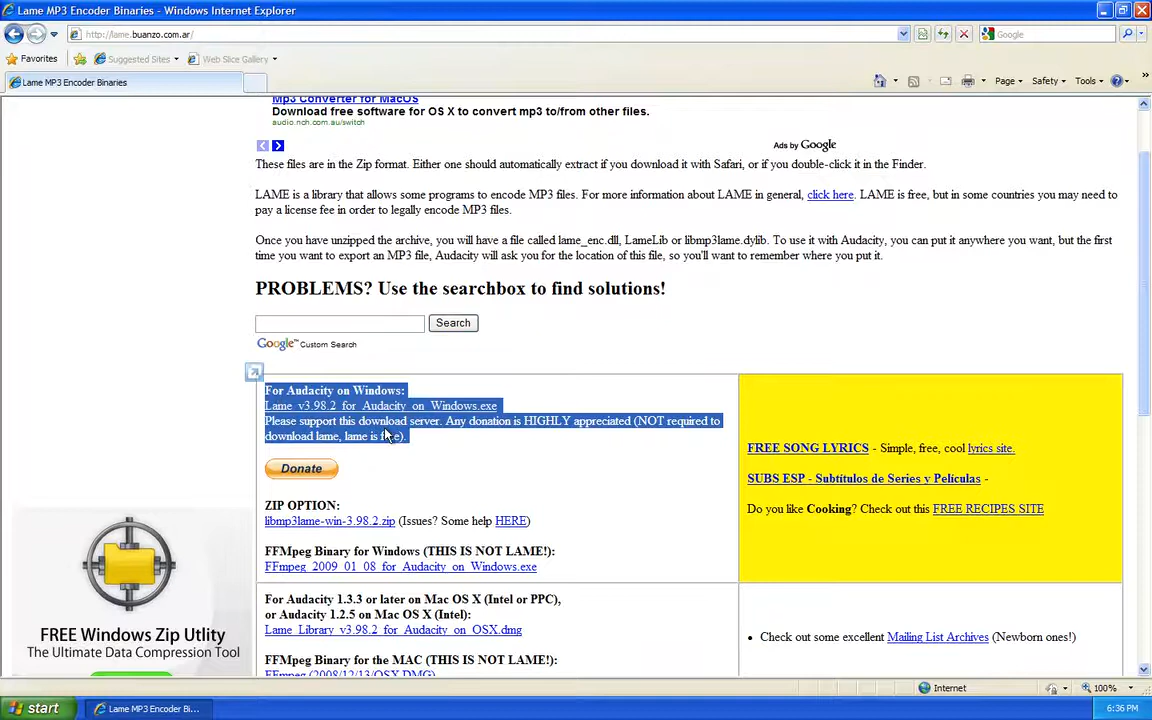 Lame MP3 Encoder Binaries - Windows Internet Explorer
http://lame.buanzo.com.ar/
Google
Favorites
Suggested Sites
Web Slice Gallery
Lame MP3 Encoder Binaries
Page
Safety
Tools
Mp3 Converter for MacOS
Download free software for OS X to convert mp3 to/from other files.
audio.nch.com.au/switch
Ads by Google
These files are in the Zip format. Either one should automatically extract if you download it with Safari, or if you double-click it in the Finder.
LAME is a library that allows some programs to encode MP3 files. For more information about LAME in general, click here. LAME is free, but in some countries you may need to
pay a license fee in order to legally encode MP3 files.
Once you have unzipped the archive, you will have a file called lame_enc.dll, LameLib or libmp3lame.dylib. To use it with Audacity, you can put it anywhere you want, but the first
time you want to export an MP3 file, Audacity will ask you for the location of this file, so you'll want to remember where you put it.
PROBLEMS? Use the searchbox to find solutions!
Search
Google™ Custom Search
For Audacity on Windows:
Lame_v3.98.2_for_Audacity_on_Windows.exe
Please support this download server. Any donation is HIGHLY appreciated (NOT required to
download lame, lame is free).
Donate
ZIP OPTION:
libmp3lame-win-3.98.2.zip (Issues? Some help HERE)
FFMpeg Binary for Windows (THIS IS NOT LAME!):
FFmpeg_2009_01_08_for_Audacity_on_Windows.exe
FREE SONG LYRICS - Simple, free, cool lyrics site.
SUBS ESP - Subtítulos de Series y Películas -
Do you like Cooking? Check out this FREE RECIPES SITE
For Audacity 1.3.3 or later on Mac OS X (Intel or PPC),
or Audacity 1.2.5 on Mac OS X (Intel):
Lame_Library_v3.98.2_for_Audacity_on_OSX.dmg
FFMpeg Binary for the MAC (THIS IS NOT LAME!):
FFmpeg (2008/12/13/OSX.DMG)
Check out some excellent Mailing List Archives (Newborn ones!)
FREE Windows Zip Utlity
The Ultimate Data Compression Tool
Internet
100%
start
Lame MP3 Encoder Bi...
6:36 PM